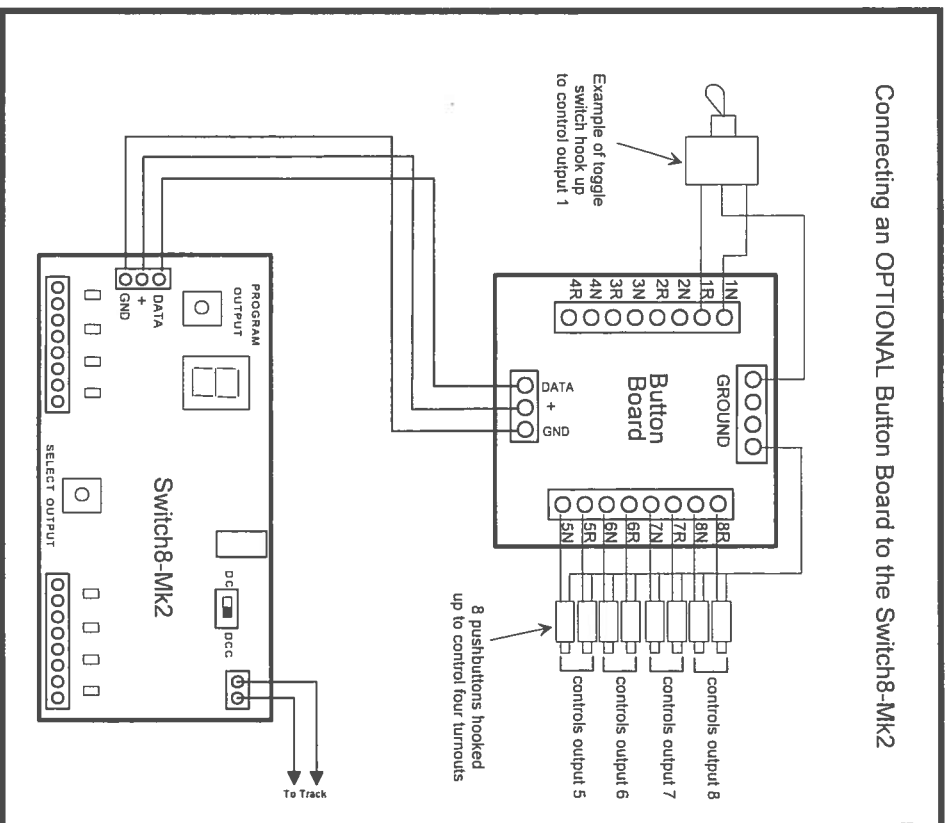 Connecting an OPTIONAL Button Board to the Switch8-Mk2
Example of toggle
switch hook up
to control output 1
1N
1R
2N
2R
3N
3R
4N
4R
GROUND
Button
Board
DATA
+
GND
8R
8N
7R
7N
6R
6N
5R
5N
controls output 8
controls output 7
controls output 6
controls output 5
8 pushbuttons hooked
up to control four turnouts
PROGRAM
OUTPUT
DATA
+
GND
Switch8-Mk2
SELECT OUTPUT
DC
DCC
To Track